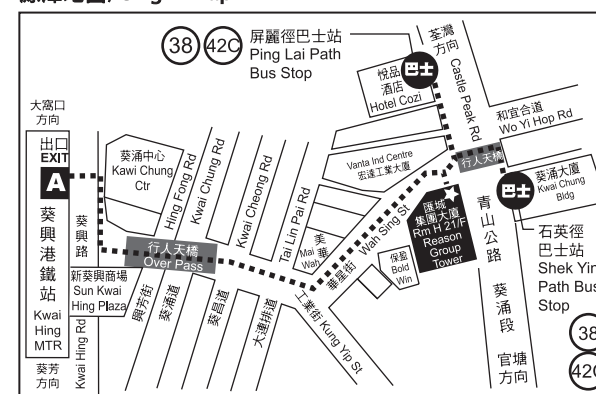 38
42C
屏麗徑巴士站
Ping Lai Path
Bus Stop
荃灣
方向
悅品
酒店
Hotel Cozi
巴士
Castle Peak Rd
和宜合道
Wo Yi Hop Rd
大窩口
方向
出口
EXIT
A
葵興港鐵站
Kwai
Hing
MTR
葵興路
Kwai Hing Rd
葵芳
方向
葵涌中心
Kawi Chung
Ctr
Hing Fong Rd
Kwai Chung Rd
Kwai Cheong Rd
Tai Lin Pai Rd
Vanta Ind Centre
宏達工業大廈
行人天橋
行人天橋
Over Pass
新葵興商場
Sun Kwai
Hing Plaza
興芳街
葵涌道
葵昌道
大連排道
美華
Mai
Wah
華星街 Wah Sing St
工業街 Kung Yip St
保盈
Bold
Win
匯城
集團大廈
Rm H 21/F
Reason
Group
Tower
青山公路
葵涌段
官塘
方向
巴士
葵涌大廈
Kwai Chung
Bldg
石英徑
巴士站
Shek Yin
Path Bus
Stop
38
42C